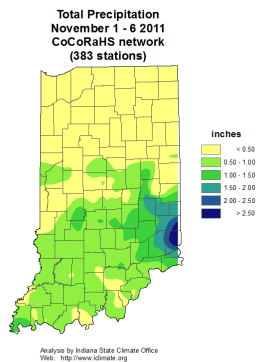 Total Precipitation
November 1 - 6 2011
CoCoRaHS network
(383 stations)
inches
< 0.50
0.50 - 1.00
1.00 - 1.50
1.50 - 2.00
2.00 - 2.50
> 2.50
Analysis by Indiana State Climate Office
Web: http://www.iclimate.org